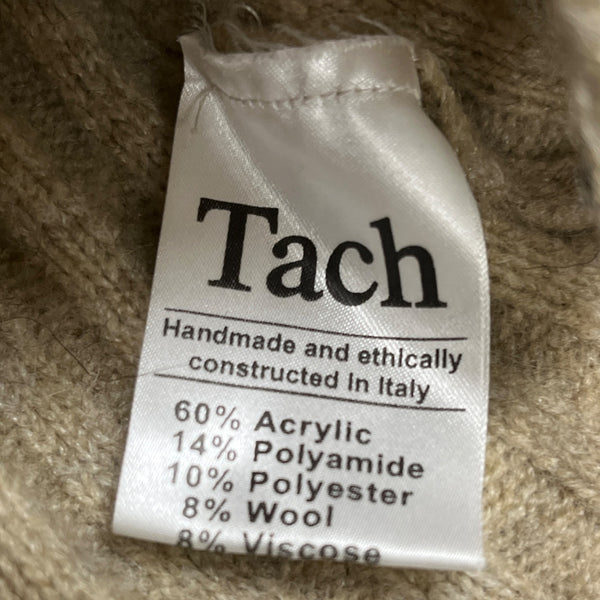 Tach
Handmade and ethically
constructed in Italy
60% Acrylic
14% Polyamide
10% Polyester
8% Wool
8% Viscose